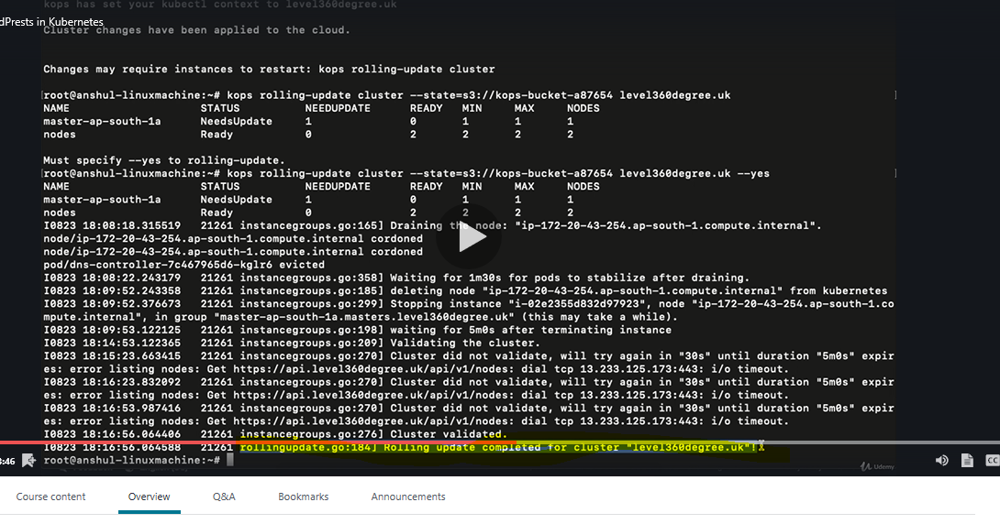 kops has set your kubectl context to level360degree.uk
dPrests in Kubernetes
Cluster changes have been applied to the cloud.
Changes may require instances to restart: kops rolling-update cluster
[root@anshul-linuxmachine:~# kops rolling-update cluster --state=s3://kops-bucket-a87654 level360degree.uk ]
NAME STATUS NEEDUPDATE READY MIN MAX NODES
master-ap-south-1a NeedsUpdate 1 0 1 1 1
nodes Ready 0 2 2 2 2
Must specify --yes to rolling-update.
[root@anshul-linuxmachine:~# kops rolling-update cluster --state=s3://kops-bucket-a87654 level360degree.uk --yes ]
NAME STATUS NEEDUPDATE READY MIN MAX NODES
master-ap-south-1a NeedsUpdate 1 0 1 1 1
nodes Ready 0 2 2 2 2
I0823 18:08:18.315519 21261 instancegroups.go:165] Draining the node: "ip-172-20-43-254.ap-south-1.compute.internal".
node/ip-172-20-43-254.ap-south-1.compute.internal cordoned
node/ip-172-20-43-254.ap-south-1.compute.internal cordoned
pod/dns-controller-7c467965d6-kglr6 evicted
I0823 18:08:22.243179 21261 instancegroups.go:358] Waiting for 1m30s for pods to stabilize after draining.
I0823 18:09:52.243358 21261 instancegroups.go:185] deleting node "ip-172-20-43-254.ap-south-1.compute.internal" from kubernetes
I0823 18:09:52.376673 21261 instancegroups.go:299] Stopping instance "i-02e2355d832d97923", node "ip-172-20-43-254.ap-south-1.co
mpute.internal", in group "master-ap-south-1a.masters.level360degree.uk" (this may take a while).
I0823 18:09:53.122125 21261 instancegroups.go:198] waiting for 5m0s after terminating instance
I0823 18:14:53.122365 21261 instancegroups.go:209] Validating the cluster.
I0823 18:15:23.663415 21261 instancegroups.go:270] Cluster did not validate, will try again in "30s" until duration "5m0s" expir
es: error listing nodes: Get https://api.level360degree.uk/api/v1/nodes: dial tcp 13.233.125.173:443: i/o timeout.
I0823 18:16:23.832092 21261 instancegroups.go:270] Cluster did not validate, will try again in "30s" until duration "5m0s" expir
es: error listing nodes: Get https://api.level360degree.uk/api/v1/nodes: dial tcp 13.233.125.173:443: i/o timeout.
I0823 18:16:53.987416 21261 instancegroups.go:270] Cluster did not validate, will try again in "30s" until duration "5m0s" expir
es: error listing nodes: Get https://api.level360degree.uk/api/v1/nodes: dial tcp 13.233.125.173:443: i/o timeout.
I0823 18:16:56.064406 21261 instancegroups.go:276] Cluster validated.
I0823 18:16:56.064588 21261 rollingupdate.go:184] Rolling update completed for cluster "level360degree.uk"!
root@anshul-linuxmachine:~#
3:46
CC
Udemy
Course content Overview Q&A Bookmarks Announcements